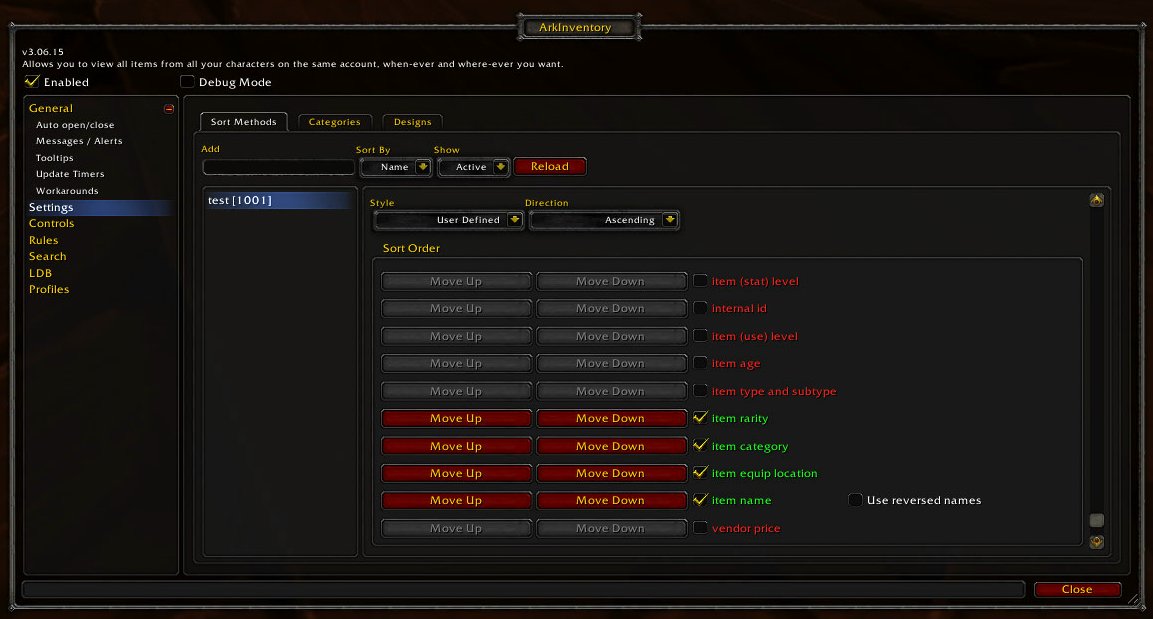 ArkInventory
v3.06.15
Allows you to view all items from all your characters on the same account, when-ever and where-ever you want.
Enabled Debug Mode
General
Auto open/close
Messages / Alerts
Tooltips
Update Timers
Workarounds
Settings
Controls
Rules
Search
LDB
Profiles
Sort Methods Categories Designs
Add Sort By Show
Name Active Reload
test [1001]
Style Direction
User Defined Ascending
Sort Order
Move Up Move Down item (stat) level
Move Up Move Down internal id
Move Up Move Down item (use) level
Move Up Move Down item age
Move Up Move Down item type and subtype
Move Up Move Down item rarity
Move Up Move Down item category
Move Up Move Down item equip location
Move Up Move Down item name Use reversed names
Move Up Move Down vendor price
Close